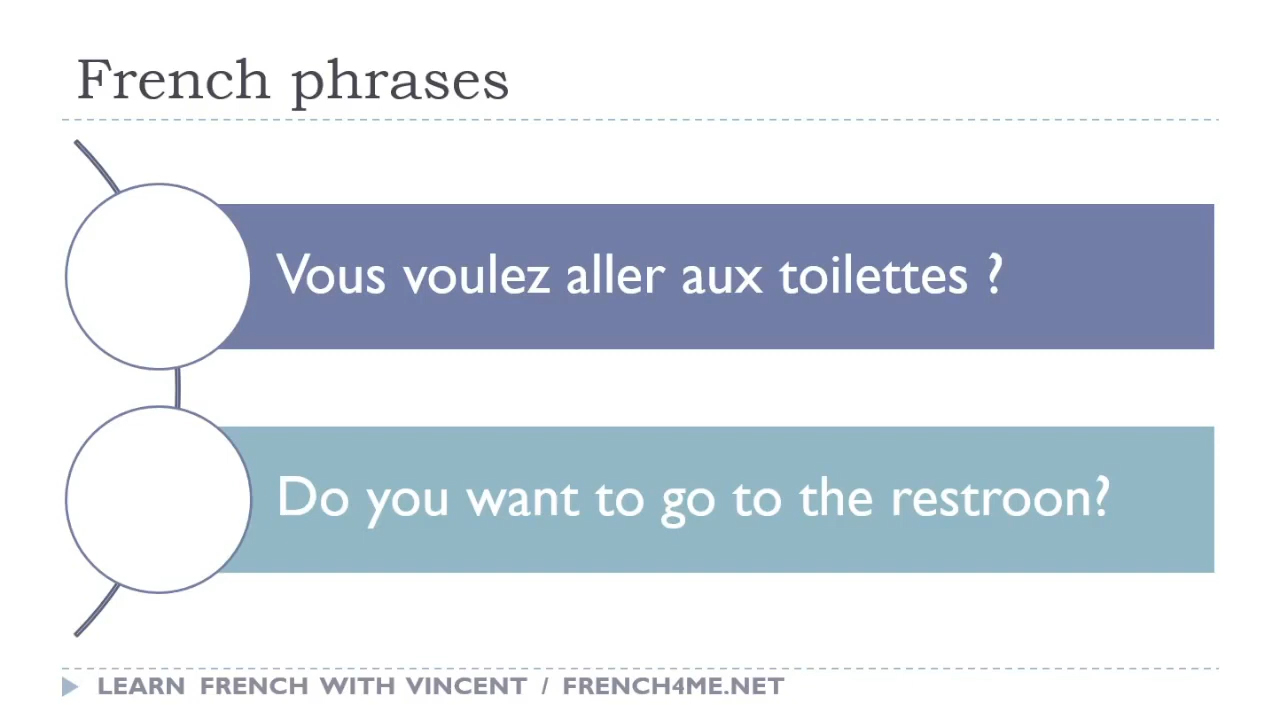 French phrases
Vous voulez aller aux toilettes ?
Do you want to go to the restroon?
LEARN FRENCH WITH VINCENT / FRENCH4ME.NET